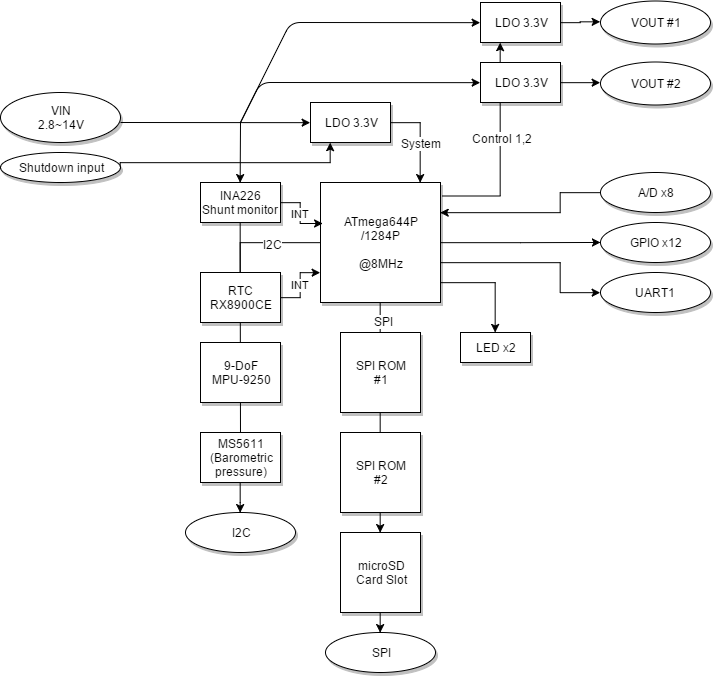 LDO 3.3V
VOUT #1
LDO 3.3V
VOUT #2
VIN
2.8~14V
LDO 3.3V
System
Control 1,2
Shutdown input
INA226
Shunt monitor
INT
ATmega644P
/1284P
@8MHz
A/D x8
I2C
GPIO x12
RTC
RX8900CE
INT
UART1
SPI
LED x2
9-DoF
MPU-9250
SPI ROM
#1
MS5611
(Barometric
pressure)
SPI ROM
#2
I2C
microSD
Card Slot
SPI